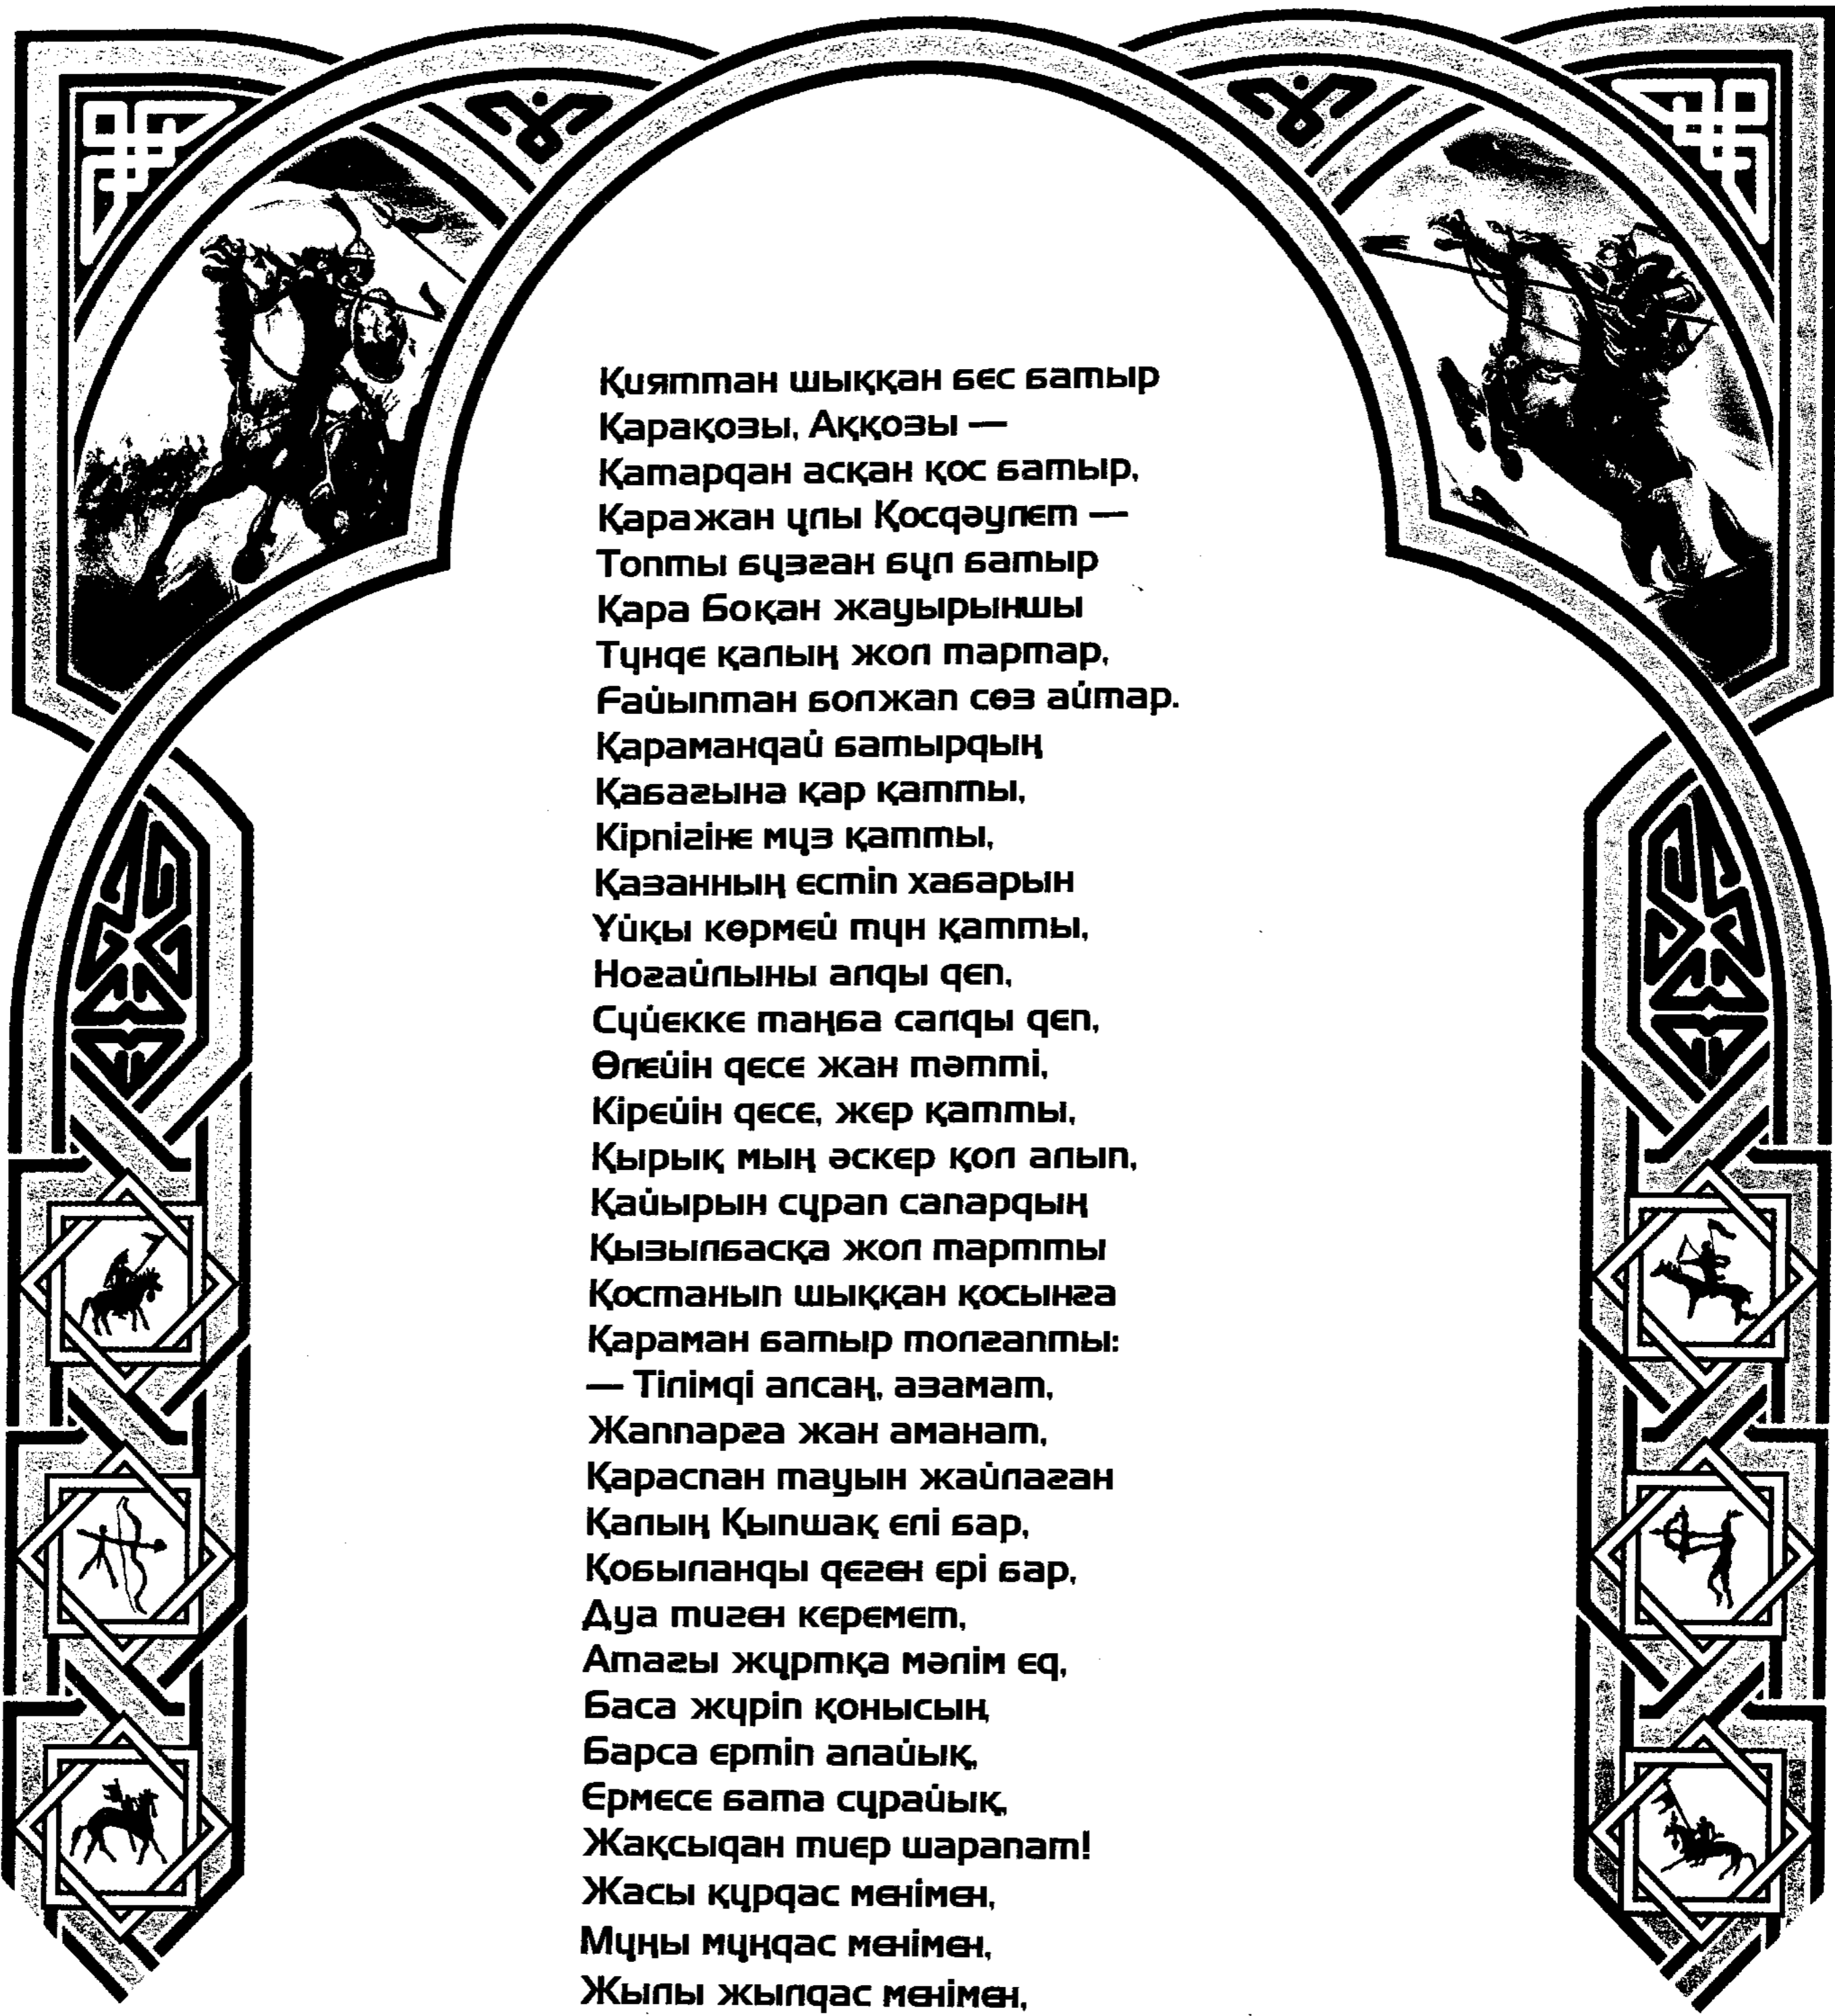 Қияттан шыққан бес батыр
Қарақозы, Аққозы —
Қатардан асқан қос батыр,
Қаражан ұлы Қосдәулет —
Топты бұзған бұл батыр
Қара Боқан жауырыншы
Түнде қалың жол тартар,
Ғайыптан болжап сөз айтар.
Қарамандай батырдың
Қабағына қар қатты,
Кірпігіне мұз қатты,
Қазанның естіп хабарын
Ұйқы көрмей түн қатты,
Ноғайлыны алды деп,
Сүйекке таңба салды деп,
Өлейін десе жан тәтті,
Кірейін десе, жер қатты,
Қырық мың әскер қол алып,
Қайырын сұрап сапардың
Қызылбасқа жол тартты
Қостанып шыққан қосынға
Қараман батыр толғапты:
— Тілімді алсаң, азамат,
Жаппарға жан аманат,
Қараспан тауын жайлаған
Қалың Қыпшақ елі бар,
Қобыланды деген ері бар,
Дуа тиген керемет,
Атағы жұртқа мәлім ед,
Баса жүріп қонысың,
Барса ертіп алайық,
Ермесе бата сұрайық,
Жақсыдан тиер шарапат!
Жасы құрдас менімен,
Мұңы мұңдас менімен,
Жылы жылдас менімен,